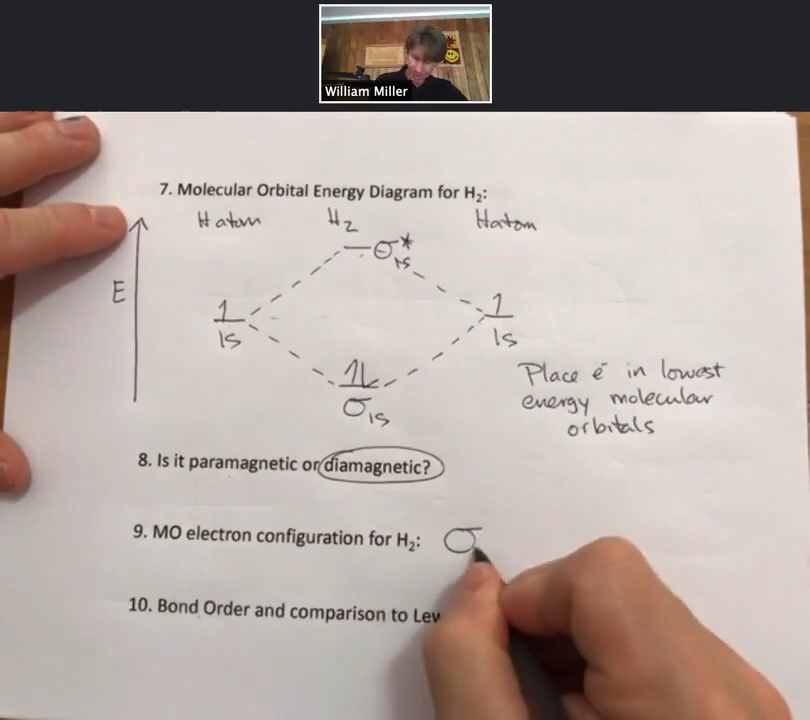 William Miller
7. Molecular Orbital Energy Diagram for H₂:
H atom H₂ H atom
σ*1s
E
1 1
1s 1s
Place e⁻ in lowest
energy molecular
orbitals
1L
σ1s
8. Is it paramagnetic or diamagnetic?
9. MO electron configuration for H₂: σ
10. Bond Order and comparison to Lew